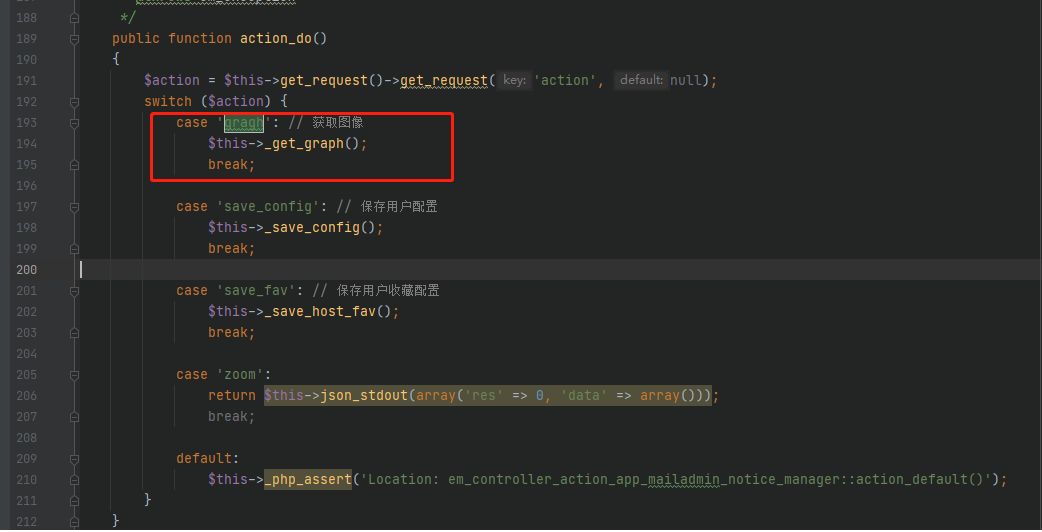 188 */
189 public function action_do()
190 {
191 $action = $this->get_request()->get_request( key: 'action', default: null);
192 switch ($action) {
193 case 'gragh': // 获取图像
194 $this->_get_graph();
195 break;
196
197 case 'save_config': // 保存用户配置
198 $this->_save_config();
199 break;
200
201 case 'save_fav': // 保存用户收藏配置
202 $this->_save_host_fav();
203 break;
204
205 case 'zoom':
206 return $this->json_stdout(array('res' => 0, 'data' => array()));
207 break;
208
209 default:
210 $this->_php_assert('Location: em_controller_action_app_mailadmin_notice_manager::action_default()');
211 }
212 }